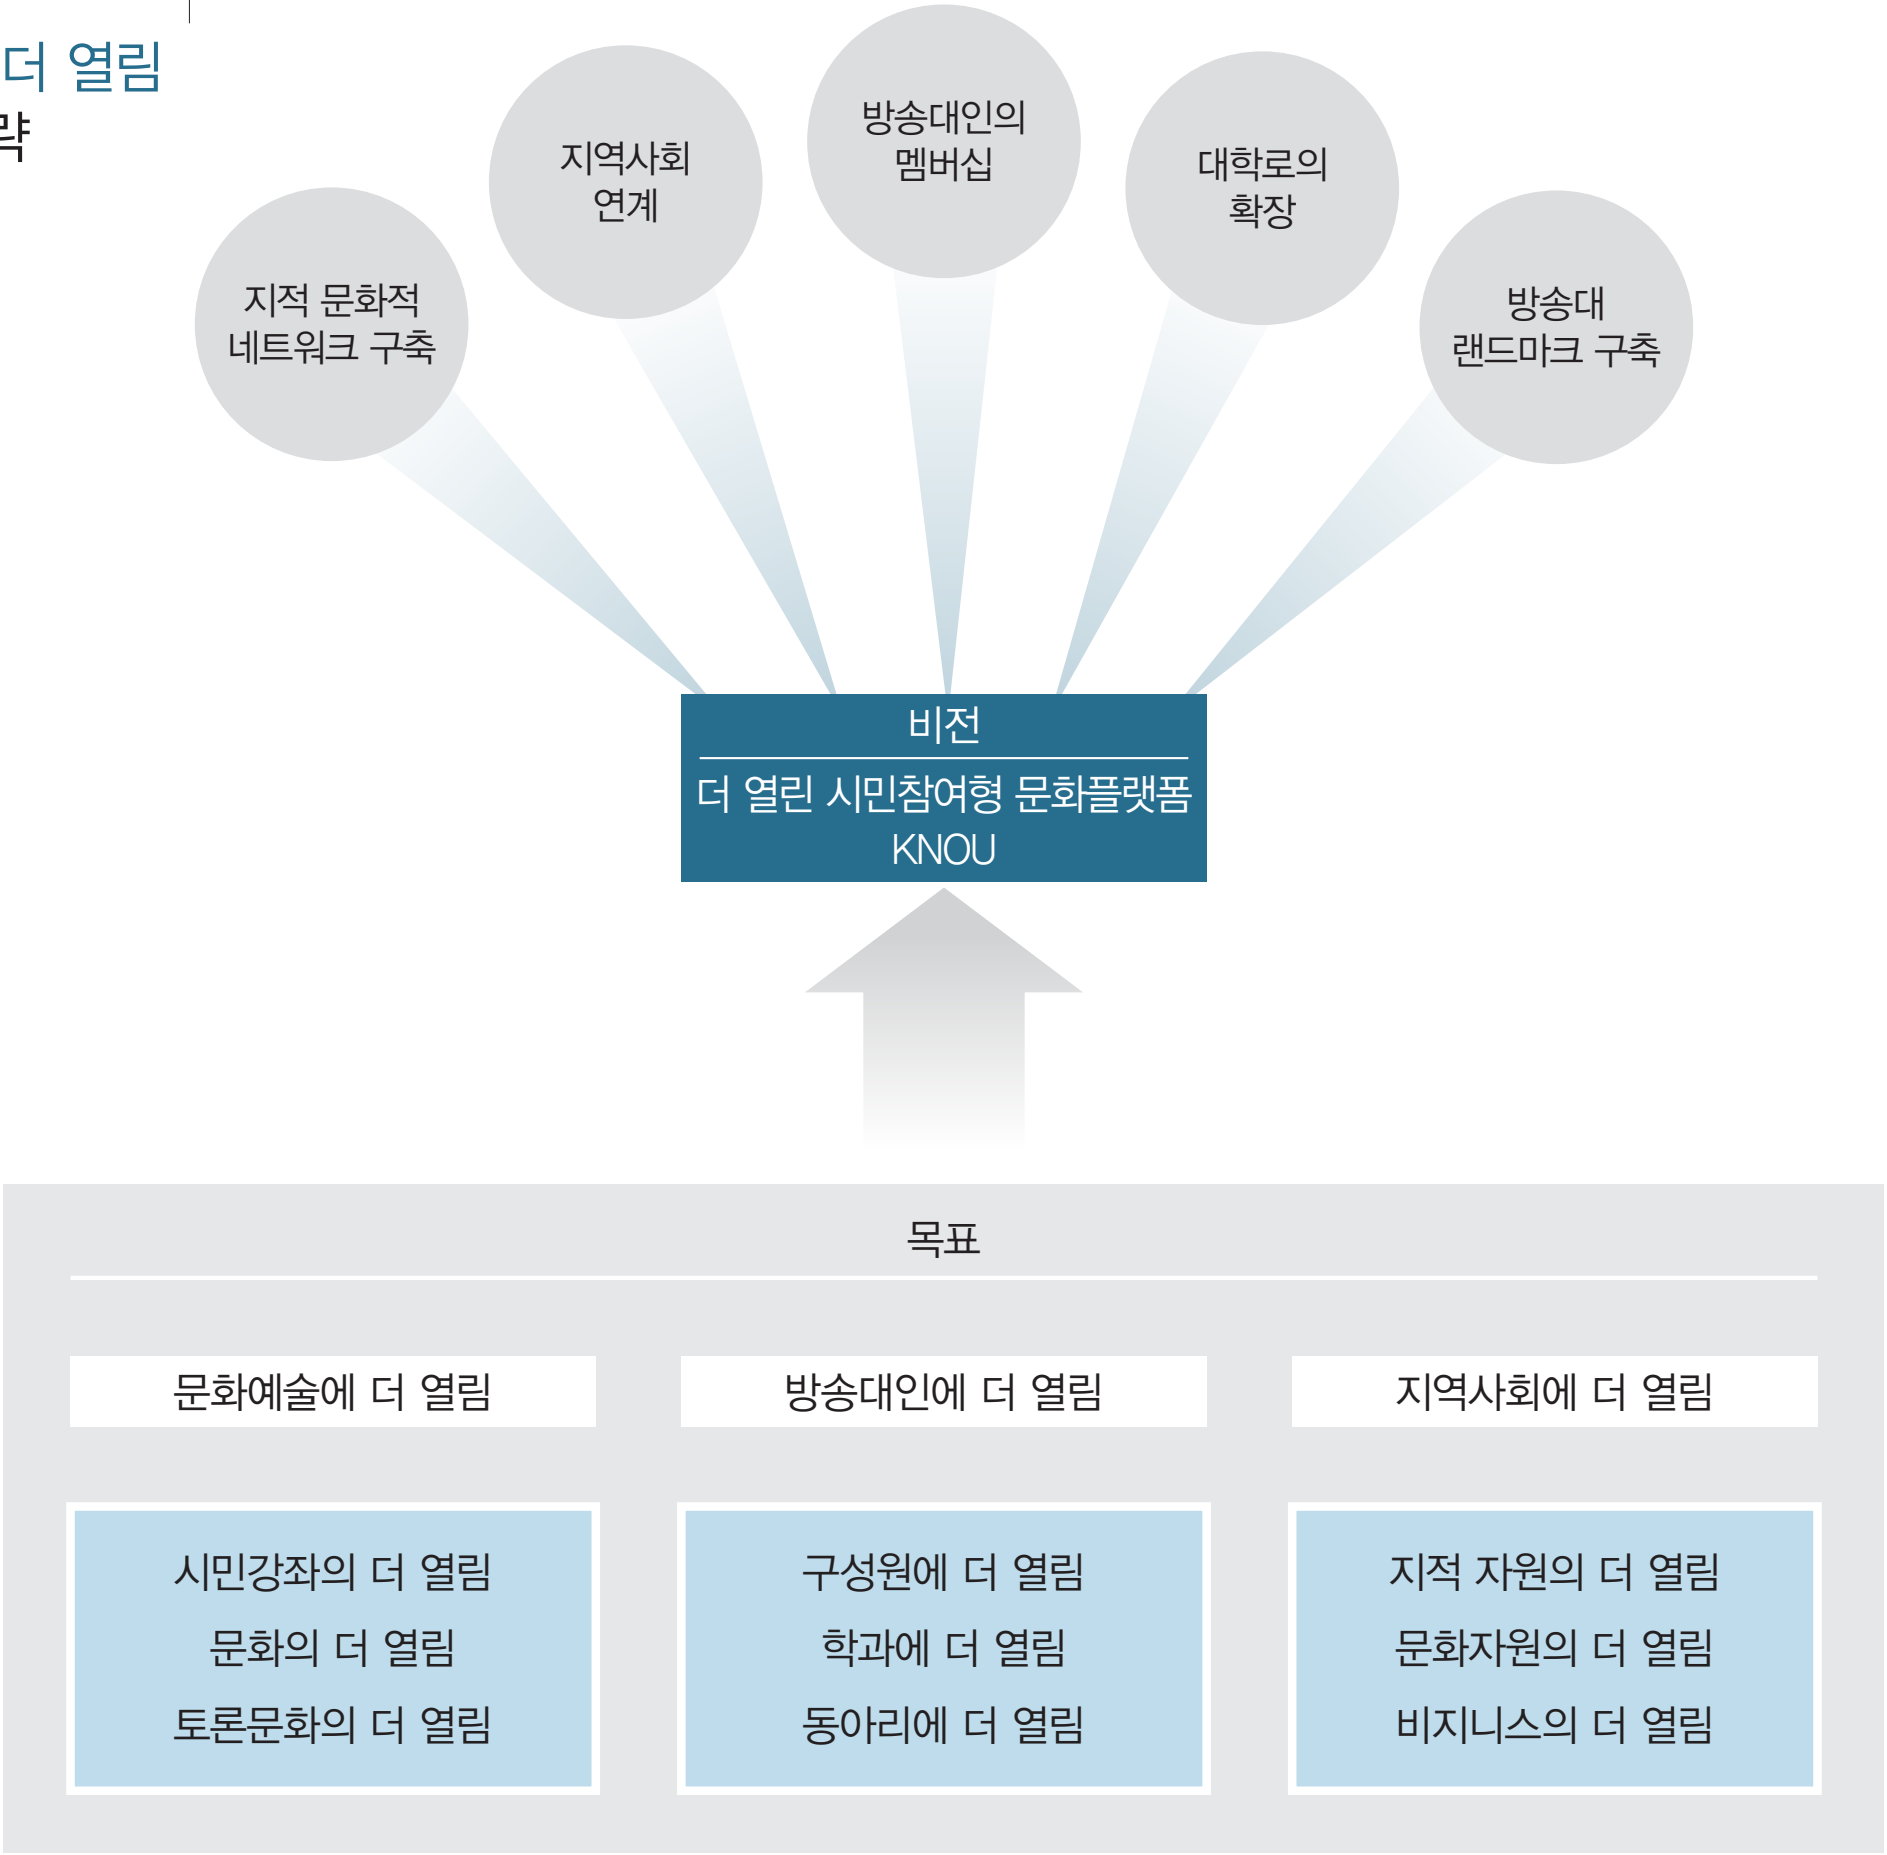 더 열림
략
지적 문화적
네트워크 구축
지역사회
연계
방송대인의
멤버십
대학로의
확장
방송대
랜드마크 구축
비전
더 열린 시민참여형 문화플랫폼
KNOU
목표
문화예술에 더 열림
방송대인에 더 열림
지역사회에 더 열림
시민강좌의 더 열림
문화의 더 열림
토론문화의 더 열림
구성원에 더 열림
학과에 더 열림
동아리에 더 열림
지적 자원의 더 열림
문화자원의 더 열림
비지니스의 더 열림